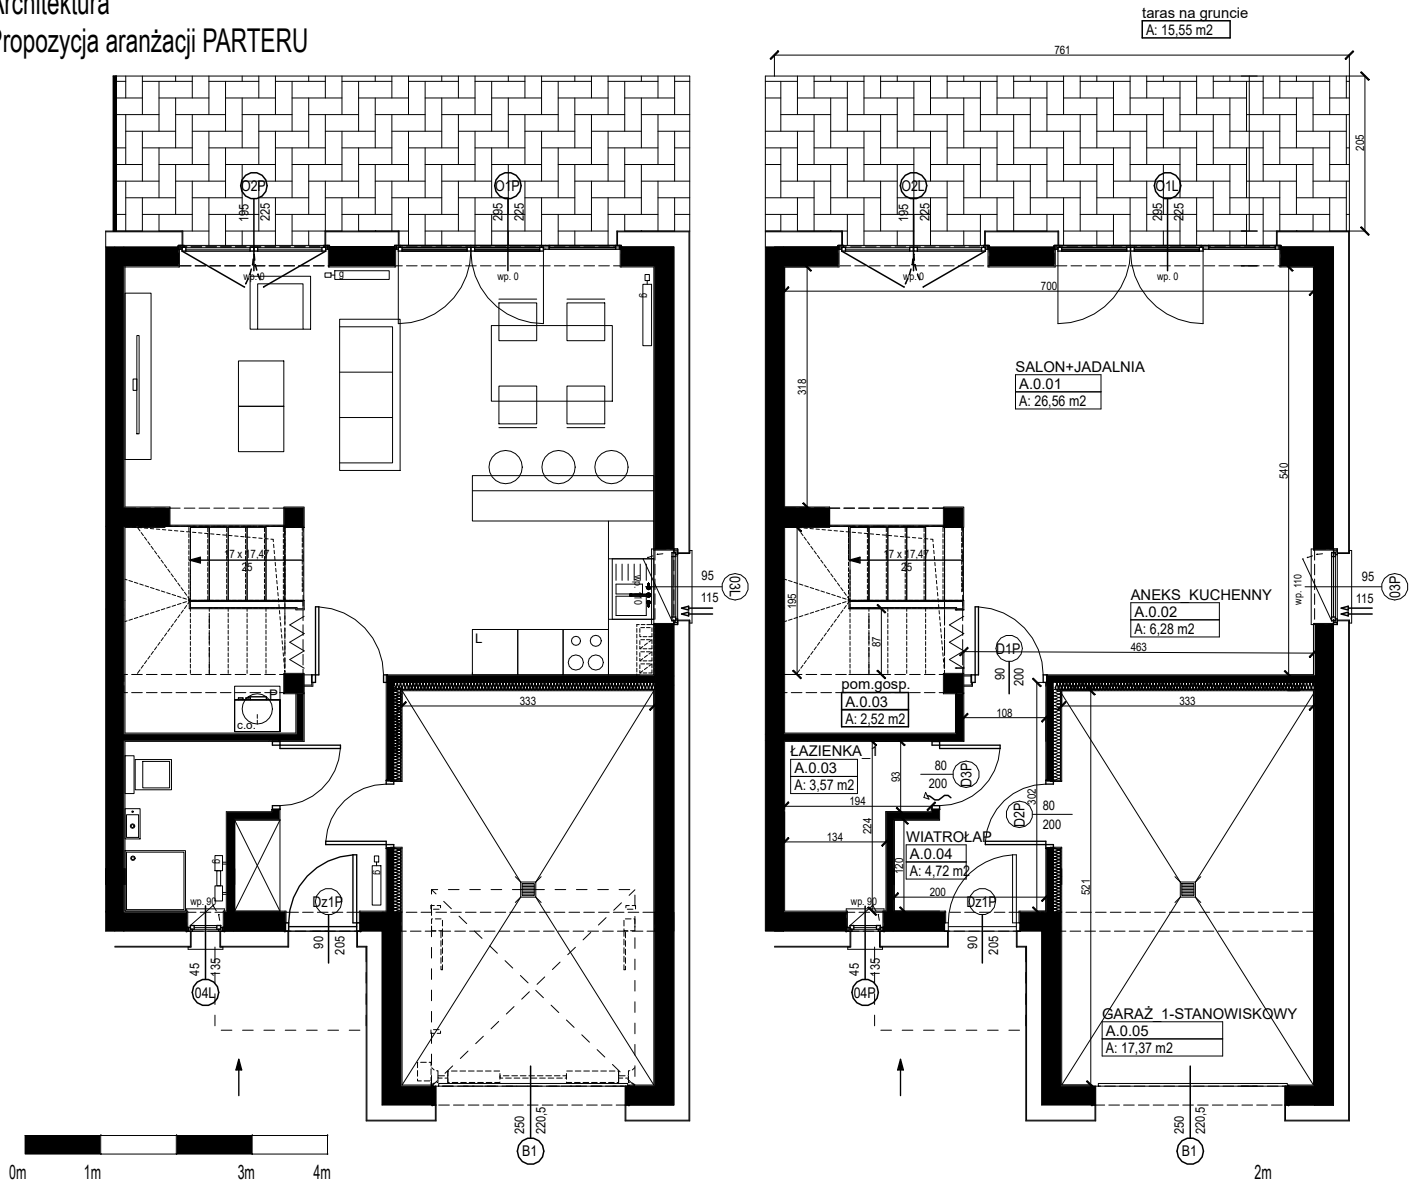 Architektura
Propozycja aranżacji PARTERU
taras na gruncie
A: 15,55 m2
761
205
O2P
195
225
O1P
295
225
wp. 0
wp. 0
g
g
17 x 17,47
25
95
115
03L
L
c.o.
333
wp. 90
Dz1P
90
205
45
135
04L
250
220,5
B1
O2L
195
225
O1L
295
225
wp. 0
wp. 0
700
318
SALON+JADALNIA
A.0.01
A: 26,56 m2
540
17 x 17,47
25
195
87
wp. 110
95
115
03P
ANEKS KUCHENNY
A.0.02
A: 6,28 m2
463
D1P
90
200
pom.gosp.
A.0.03
A: 2,52 m2
108
333
ŁAZIENKA_1
A.0.03
A: 3,57 m2
93
80
200
D3P
194
224
134
302
D2P
80
200
WIATROŁAP
A.0.04
A: 4,72 m2
120
200
521
wp. 90
Dz1P
90
205
45
135
04P
GARAŻ 1-STANOWISKOWY
A.0.05
A: 17,37 m2
250
220,5
B1
0m
1m
3m
4m
2m